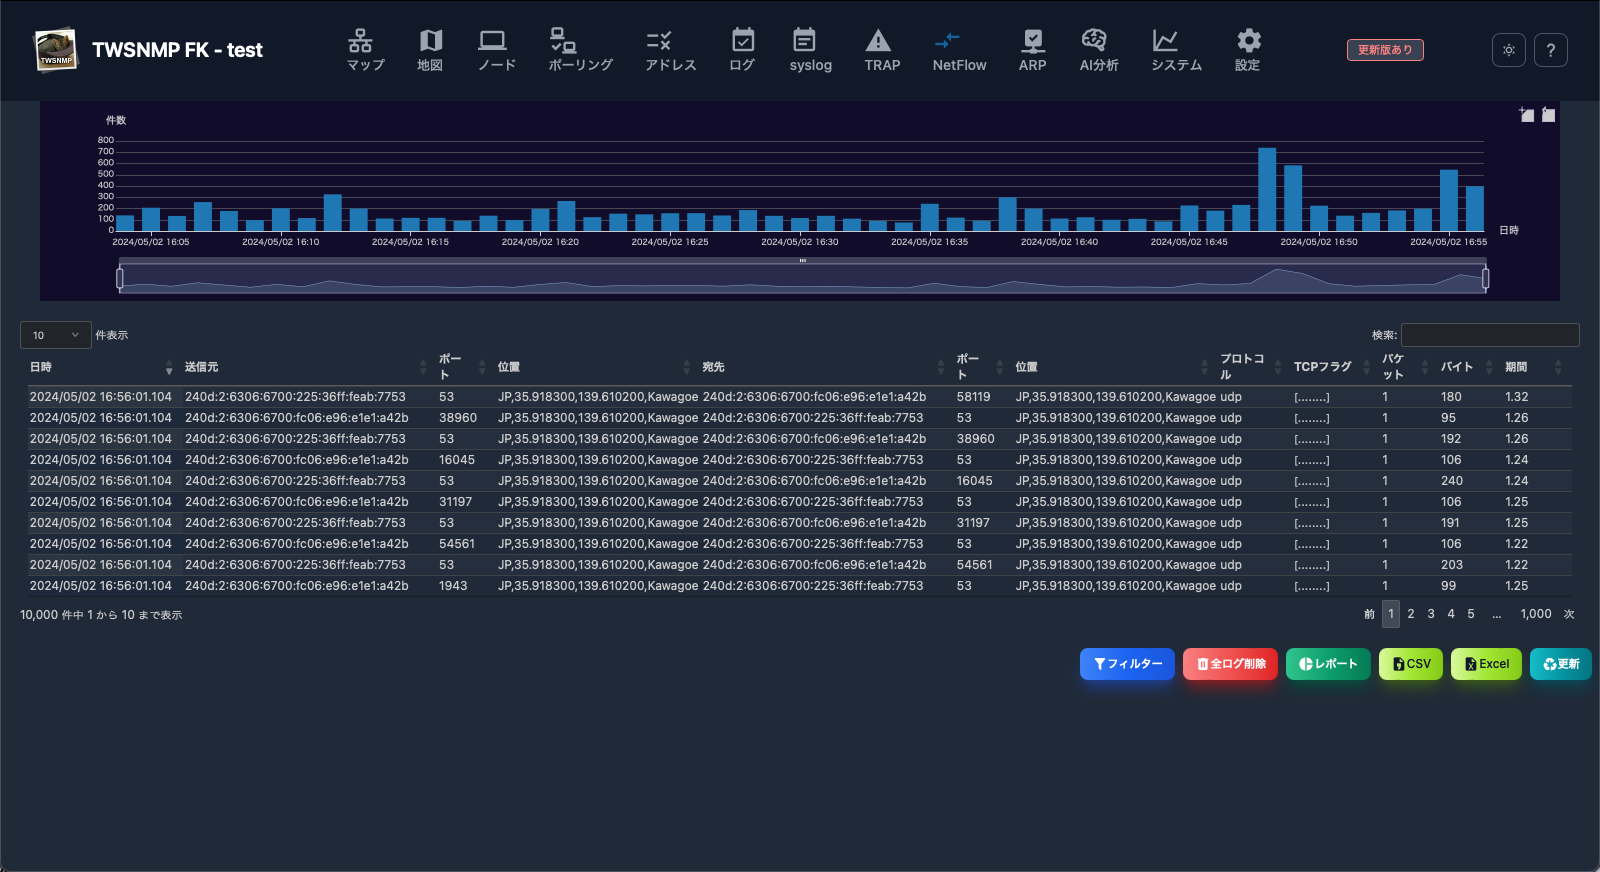 TWSNMP
TWSNMP FK - test
マップ 地図 ノード ポーリング アドレス ログ syslog TRAP NetFlow ARP AI分析 システム 設定
更新版あり
?
件数
800
700
600
500
400
300
200
100
0
2024/05/02 16:05 2024/05/02 16:10 2024/05/02 16:15 2024/05/02 16:20 2024/05/02 16:25 2024/05/02 16:30 2024/05/02 16:35 2024/05/02 16:40 2024/05/02 16:45 2024/05/02 16:50 2024/05/02 16:55
日時
10 件表示
検索:
日時 送信元 ポート 位置 宛先 ポート 位置 プロトコル TCPフラグ パケット バイト 期間
2024/05/02 16:56:01.104 240d:2:6306:6700:225:36ff:feab:7753 53 JP,35.918300,139.610200,Kawagoe 240d:2:6306:6700:fc06:e96:e1e1:a42b 58119 JP,35.918300,139.610200,Kawagoe udp [........] 1 180 1.32
2024/05/02 16:56:01.104 240d:2:6306:6700:fc06:e96:e1e1:a42b 38960 JP,35.918300,139.610200,Kawagoe 240d:2:6306:6700:225:36ff:feab:7753 53 JP,35.918300,139.610200,Kawagoe udp [........] 1 95 1.26
2024/05/02 16:56:01.104 240d:2:6306:6700:225:36ff:feab:7753 53 JP,35.918300,139.610200,Kawagoe 240d:2:6306:6700:fc06:e96:e1e1:a42b 38960 JP,35.918300,139.610200,Kawagoe udp [........] 1 192 1.26
2024/05/02 16:56:01.104 240d:2:6306:6700:fc06:e96:e1e1:a42b 16045 JP,35.918300,139.610200,Kawagoe 240d:2:6306:6700:225:36ff:feab:7753 53 JP,35.918300,139.610200,Kawagoe udp [........] 1 106 1.24
2024/05/02 16:56:01.104 240d:2:6306:6700:225:36ff:feab:7753 53 JP,35.918300,139.610200,Kawagoe 240d:2:6306:6700:fc06:e96:e1e1:a42b 16045 JP,35.918300,139.610200,Kawagoe udp [........] 1 240 1.24
2024/05/02 16:56:01.104 240d:2:6306:6700:fc06:e96:e1e1:a42b 31197 JP,35.918300,139.610200,Kawagoe 240d:2:6306:6700:225:36ff:feab:7753 53 JP,35.918300,139.610200,Kawagoe udp [........] 1 106 1.25
2024/05/02 16:56:01.104 240d:2:6306:6700:225:36ff:feab:7753 53 JP,35.918300,139.610200,Kawagoe 240d:2:6306:6700:fc06:e96:e1e1:a42b 31197 JP,35.918300,139.610200,Kawagoe udp [........] 1 191 1.25
2024/05/02 16:56:01.104 240d:2:6306:6700:fc06:e96:e1e1:a42b 54561 JP,35.918300,139.610200,Kawagoe 240d:2:6306:6700:225:36ff:feab:7753 53 JP,35.918300,139.610200,Kawagoe udp [........] 1 106 1.22
2024/05/02 16:56:01.104 240d:2:6306:6700:225:36ff:feab:7753 53 JP,35.918300,139.610200,Kawagoe 240d:2:6306:6700:fc06:e96:e1e1:a42b 54561 JP,35.918300,139.610200,Kawagoe udp [........] 1 203 1.22
2024/05/02 16:56:01.104 240d:2:6306:6700:fc06:e96:e1e1:a42b 1943 JP,35.918300,139.610200,Kawagoe 240d:2:6306:6700:225:36ff:feab:7753 53 JP,35.918300,139.610200,Kawagoe udp [........] 1 99 1.25
10,000 件中 1 から 10 まで表示
前 1 2 3 4 5 ... 1,000 次
フィルター 全ログ削除 レポート CSV Excel 更新